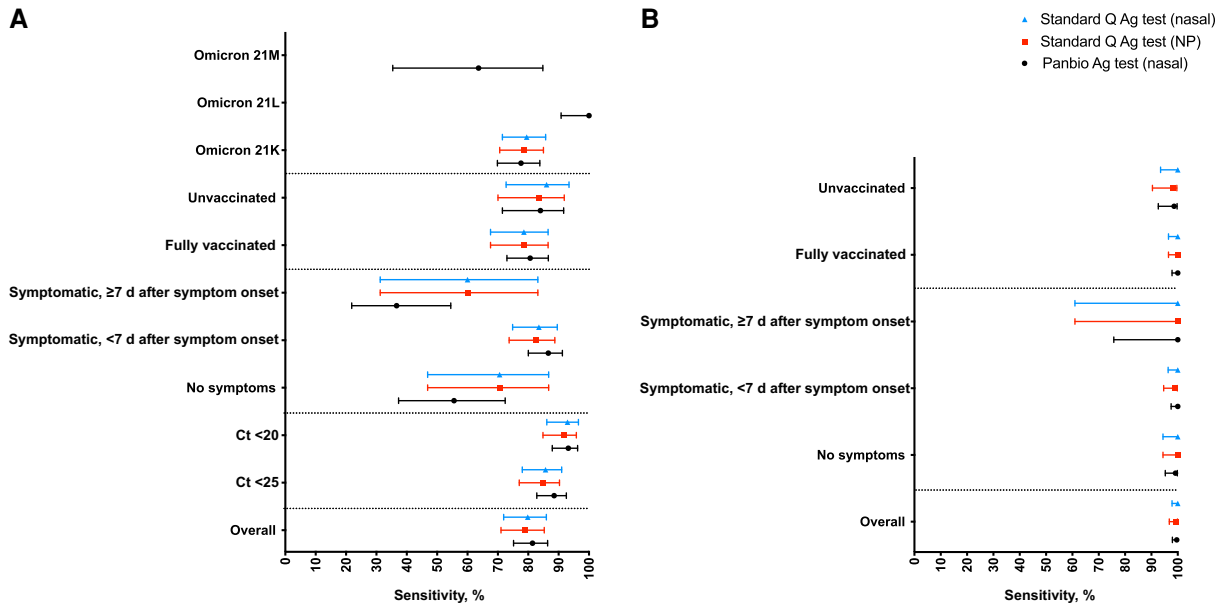 A
Omicron 21M
Omicron 21L
Omicron 21K
Unvaccinated
Fully vaccinated
Symptomatic, ≥7 d after symptom onset
Symptomatic, <7 d after symptom onset
No symptoms
Ct <20
Ct <25
Overall
0 10 20 30 40 50 60 70 80 90 100
Sensitivity, %
B
Standard Q Ag test (nasal)
Standard Q Ag test (NP)
Panbio Ag test (nasal)
Unvaccinated
Fully vaccinated
Symptomatic, ≥7 d after symptom onset
Symptomatic, <7 d after symptom onset
No symptoms
Overall
0 10 20 30 40 50 60 70 80 90 100
Sensitivity, %